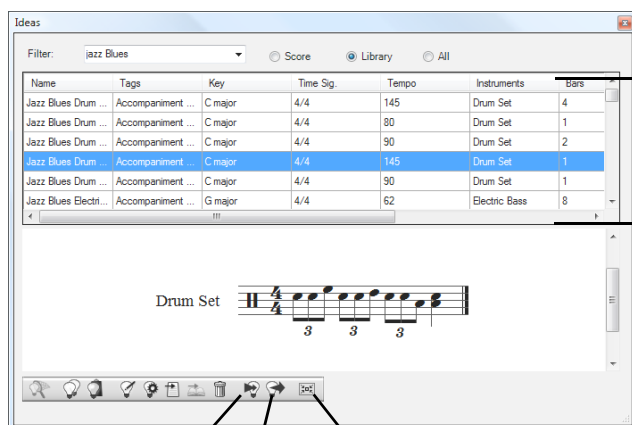 Ideas
Filter: jazz Blues Score Library All
Name Tags Key Time Sig. Tempo Instruments Bars
Jazz Blues Drum ... Accompaniment ... C major 4/4 145 Drum Set 4
Jazz Blues Drum ... Accompaniment ... C major 4/4 80 Drum Set 1
Jazz Blues Drum ... Accompaniment ... C major 4/4 90 Drum Set 2
Jazz Blues Drum ... Accompaniment ... C major 4/4 145 Drum Set 1
Jazz Blues Drum ... Accompaniment ... C major 4/4 90 Drum Set 1
Jazz Blues Electri... Accompaniment ... G major 4/4 62 Electric Bass 8
Drum Set 4 4
3 3 3